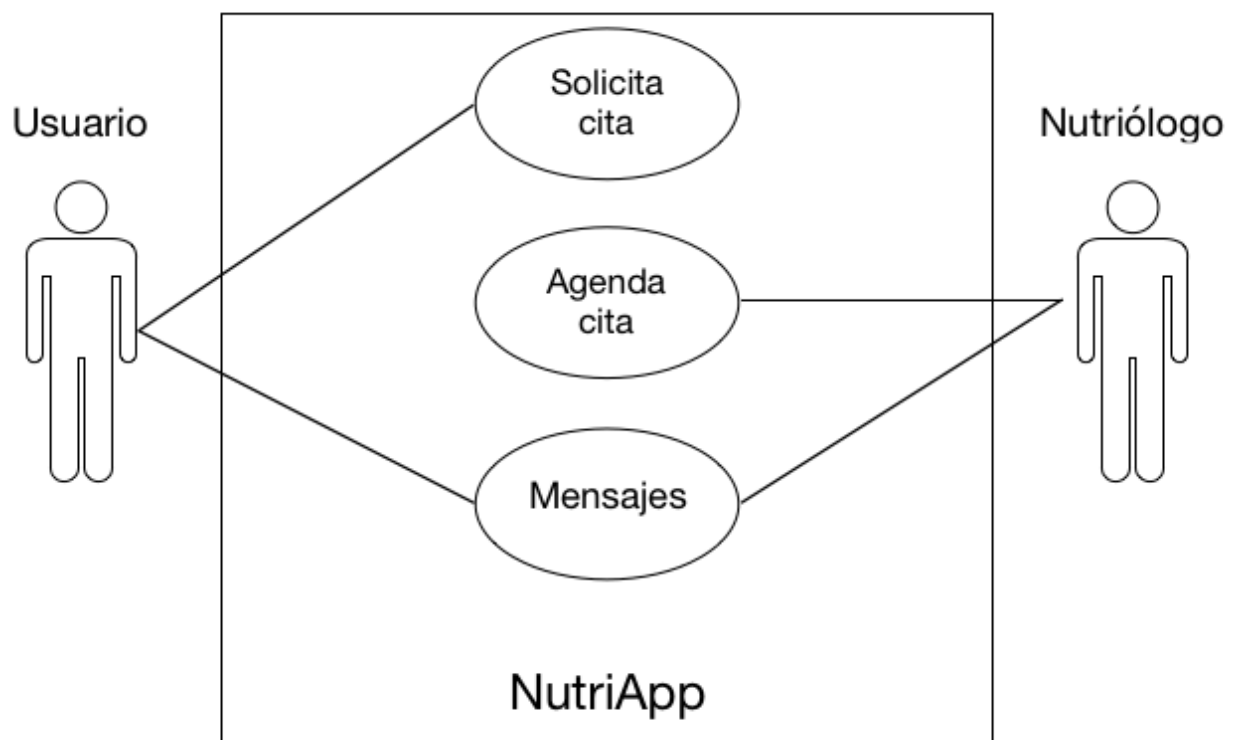 Solicita
cita
Usuario
Nutriólogo
Agenda
cita
Mensajes
NutriApp